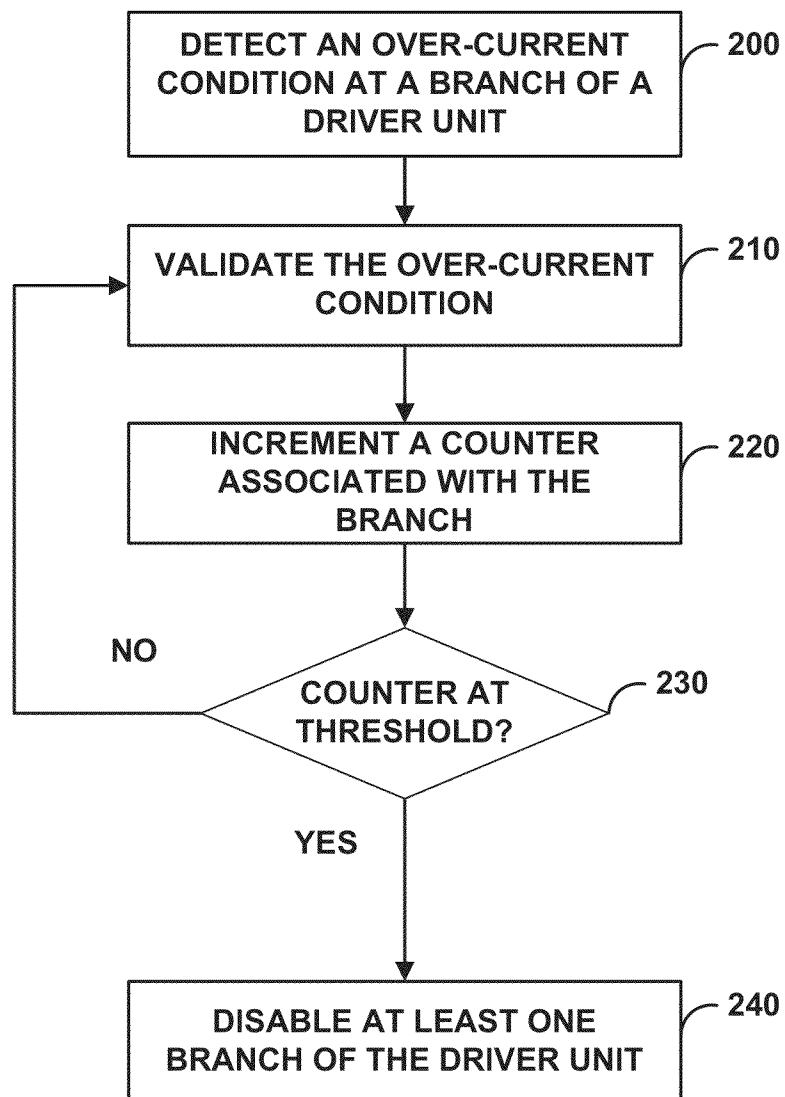 DETECT AN OVER-CURRENT
CONDITION AT A BRANCH OF A
DRIVER UNIT
200
VALIDATE THE OVER-CURRENT
CONDITION
210
INCREMENT A COUNTER
ASSOCIATED WITH THE
BRANCH
220
COUNTER AT
THRESHOLD?
230
NO
YES
DISABLE AT LEAST ONE
BRANCH OF THE DRIVER UNIT
240